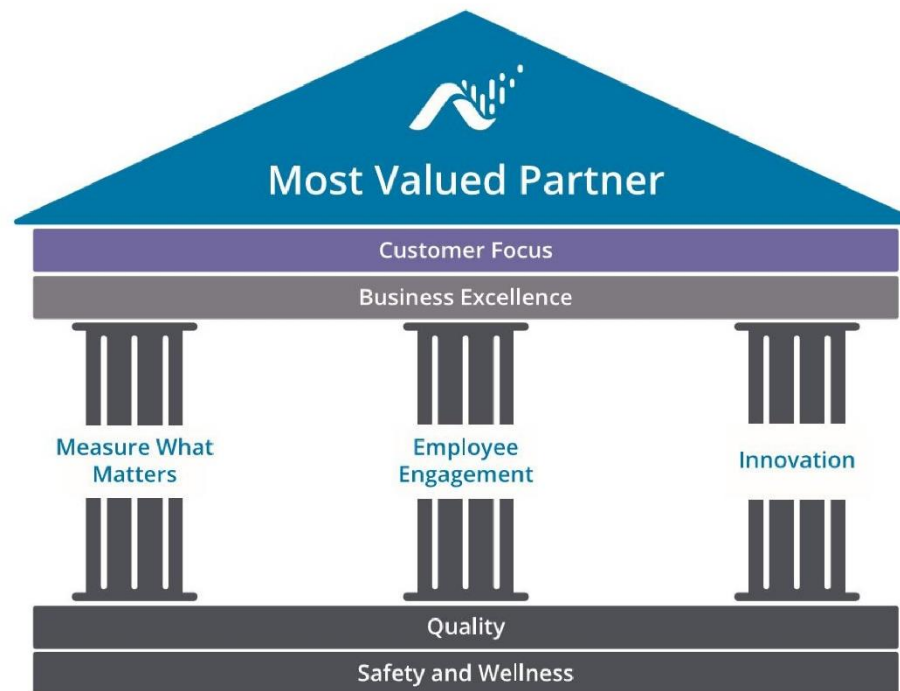 Most Valued Partner
Customer Focus
Business Excellence
Measure What
Matters
Employee
Engagement
Innovation
Quality
Safety and Wellness